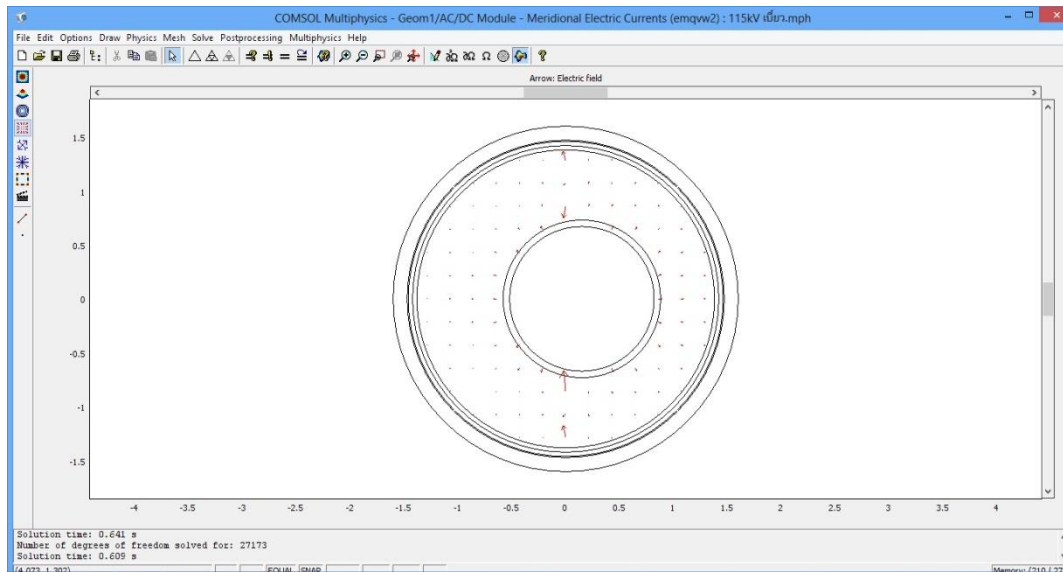 COMSOL Multiphysics - Geom1/AC/DC Module - Meridional Electric Currents (emqvw2) : 115kV เบี้ยว.mph
File Edit Options Draw Physics Mesh Solve Postprocessing Multiphysics Help
Arrow: Electric field
1.5
1
0.5
0
-0.5
-1
-1.5
-4 -3.5 -3 -2.5 -2 -1.5 -1 -0.5 0 0.5 1 1.5 2 2.5 3 3.5 4
Solution time: 0.641 s
Number of degrees of freedom solved for: 27173
Solution time: 0.609 s
(4.073, 1.302) EQUAL SNAP Memory: (210 /